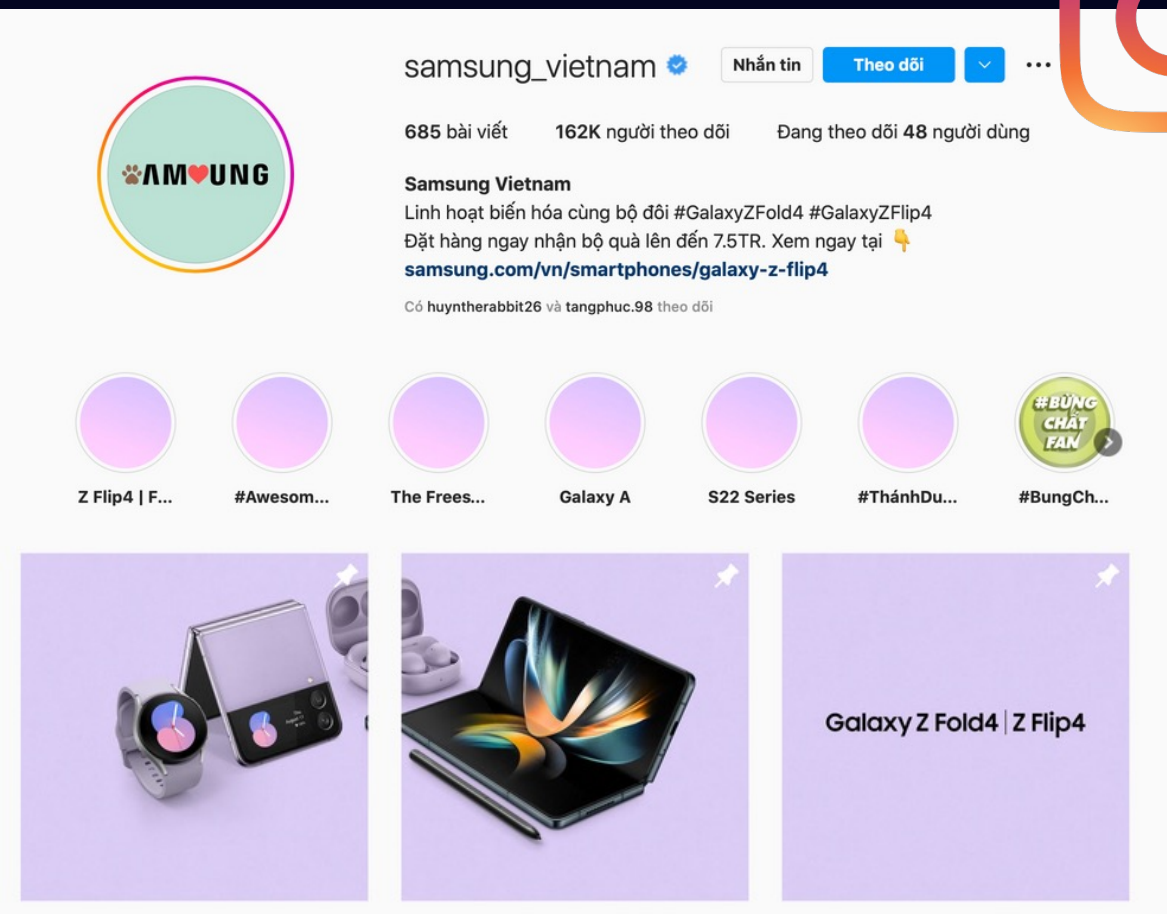 samsung_vietnam
Nhắn tin
Theo dõi
685 bài viết
162K người theo dõi
Đang theo dõi 48 người dùng
AM❤️UNG
Samsung Vietnam
Linh hoạt biến hóa cùng bộ đôi #GalaxyZFold4 #GalaxyZFlip4
Đặt hàng ngay nhận bộ quà lên đến 7.5TR. Xem ngay tại 👇
samsung.com/vn/smartphones/galaxy-z-flip4
Có huyntherabbit26 và tangphuc.98 theo dõi
#BÙNG
CHẤT
FAN
Z Flip4 | F...
#Awesom...
The Frees...
Galaxy A
S22 Series
#ThánhDu...
#BungCh...
Galaxy Z Fold4 | Z Flip4